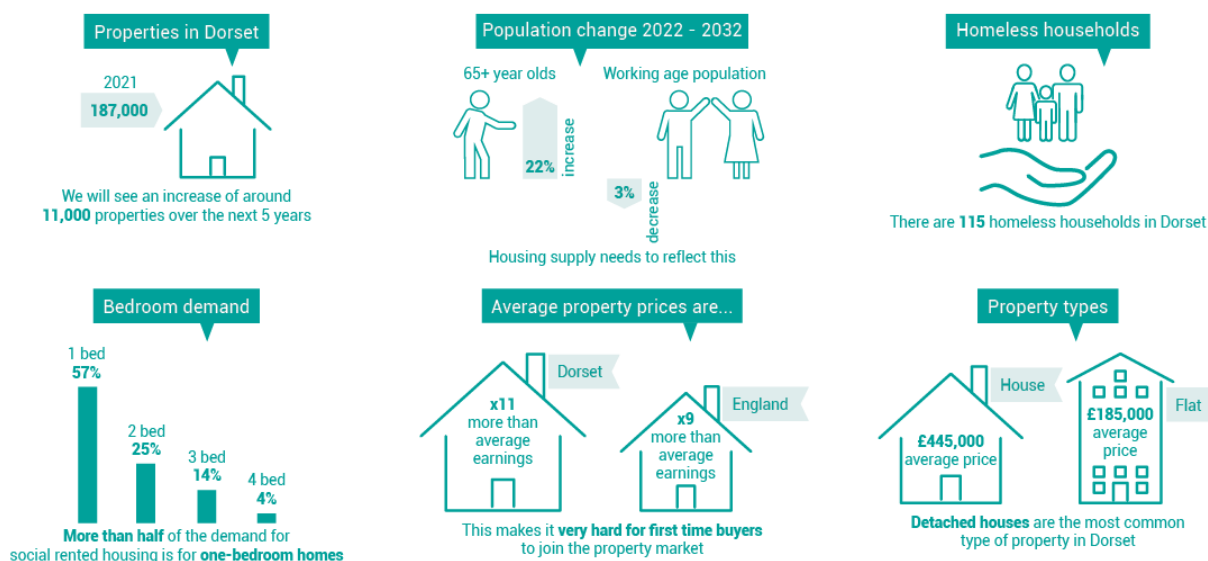 Properties in Dorset
2021
187,000
We will see an increase of around
11,000 properties over the next 5 years
Population change 2022 - 2032
65+ year olds
22%
increase
Working age population
3%
decrease
Housing supply needs to reflect this
Homeless households
There are 115 homeless households in Dorset
Bedroom demand
1 bed
57%
2 bed
25%
3 bed
14%
4 bed
4%
More than half of the demand for
social rented housing is for one-bedroom homes
Average property prices are...
Dorset
x11
more than
average
earnings
England
x9
more than
average
earnings
This makes it very hard for first time buyers
to join the property market
Property types
House
£445,000
average price
Flat
£185,000
average
price
Detached houses are the most common
type of property in Dorset